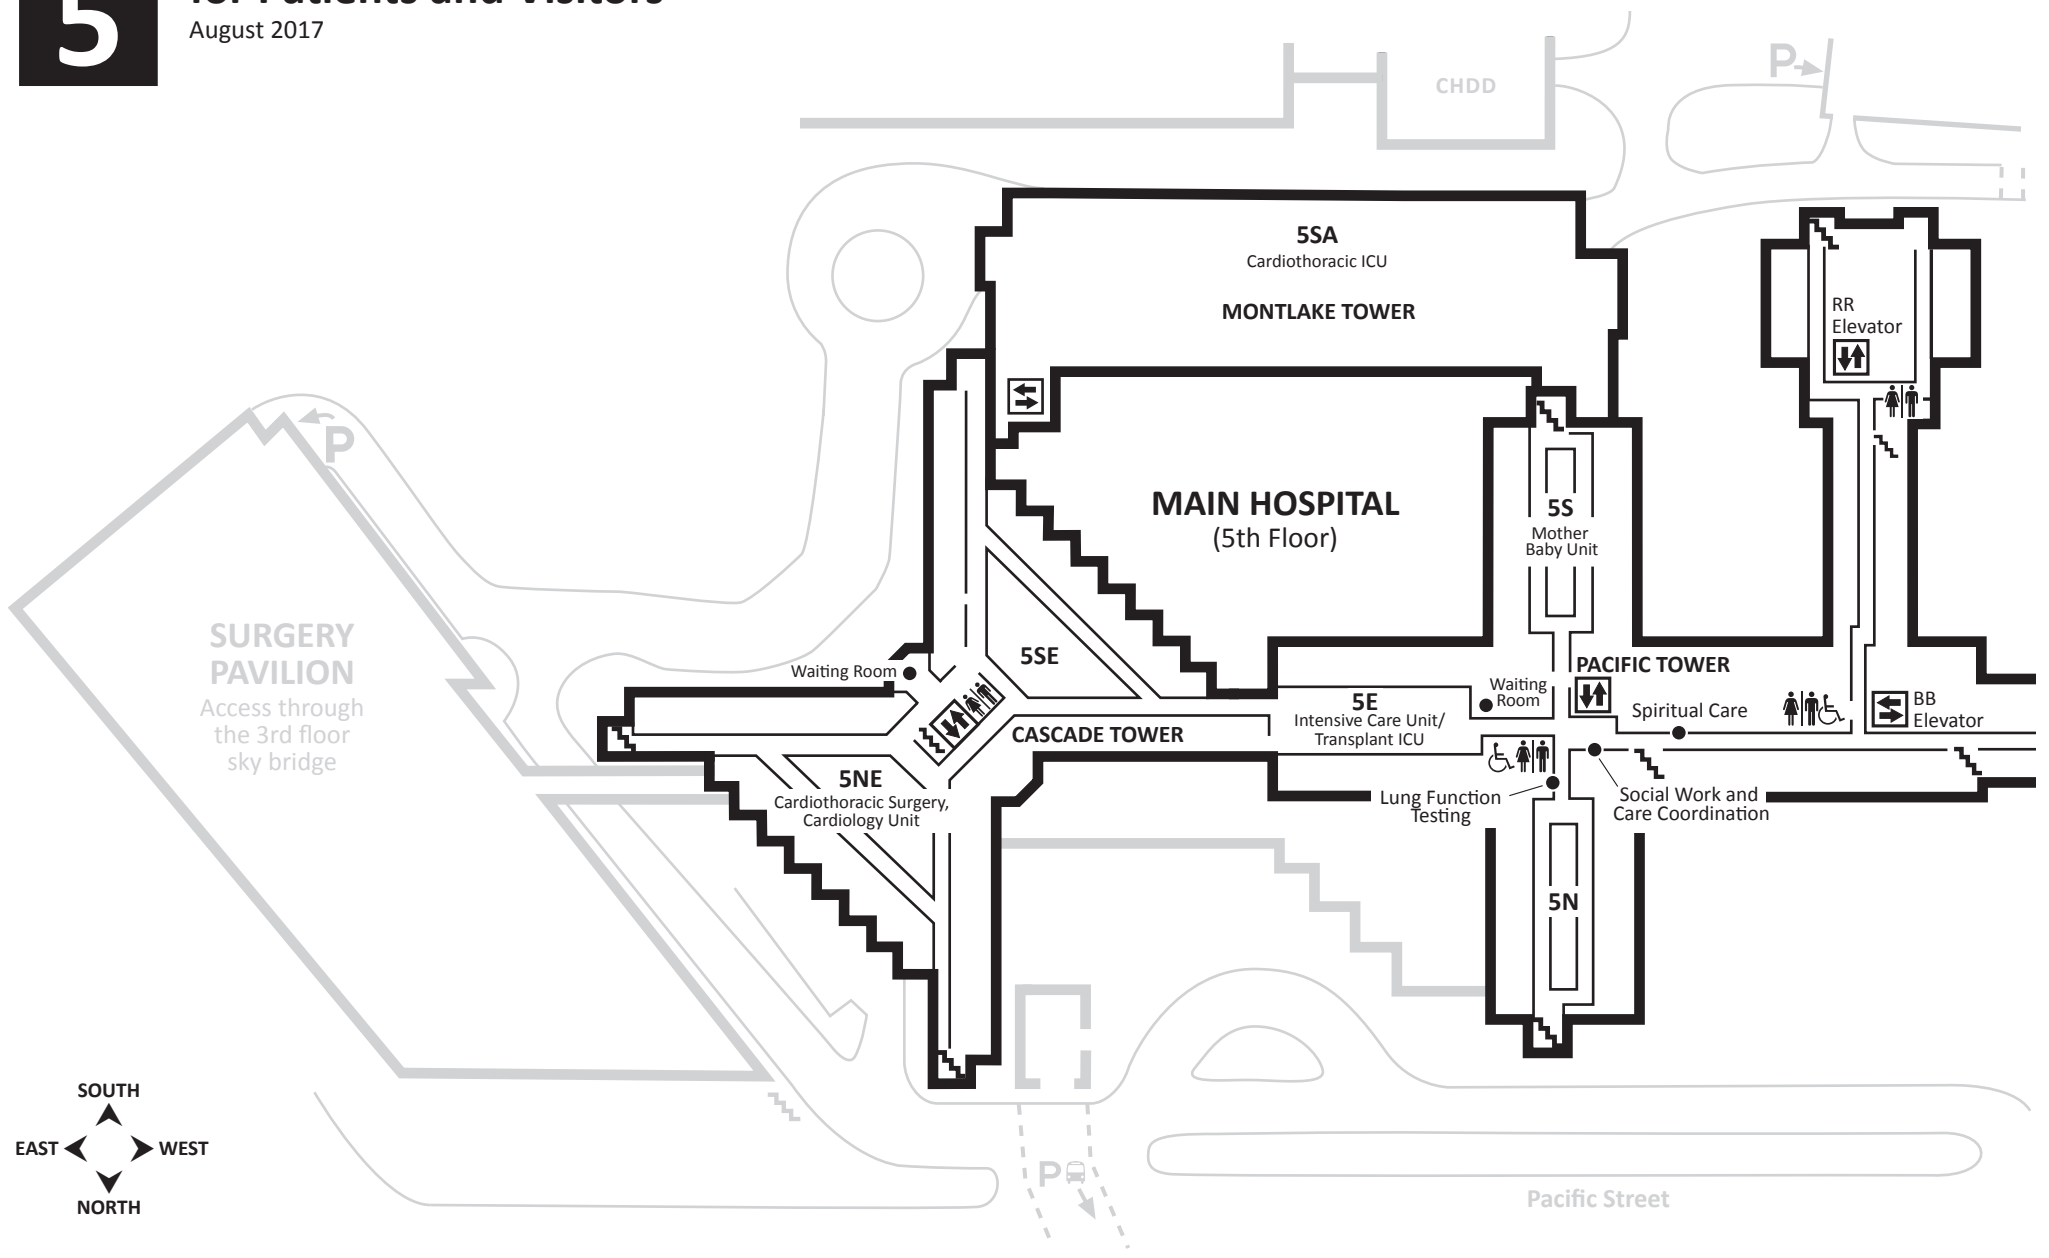 5
for Patients and Visitors
August 2017
CHDD
P
5SA
Cardiothoracic ICU
MONTLAKE TOWER
RR
Elevator
P
MAIN HOSPITAL
(5th Floor)
5S
Mother
Baby Unit
SURGERY
PAVILION
Access through
the 3rd floor
sky bridge
Waiting Room
5SE
PACIFIC TOWER
5E
Intensive Care Unit/
Transplant ICU
Waiting
Room
Spiritual Care
BB
Elevator
CASCADE TOWER
5NE
Cardiothoracic Surgery,
Cardiology Unit
Lung Function
Testing
Social Work and
Care Coordination
5N
SOUTH
EAST
WEST
NORTH
P
Pacific Street